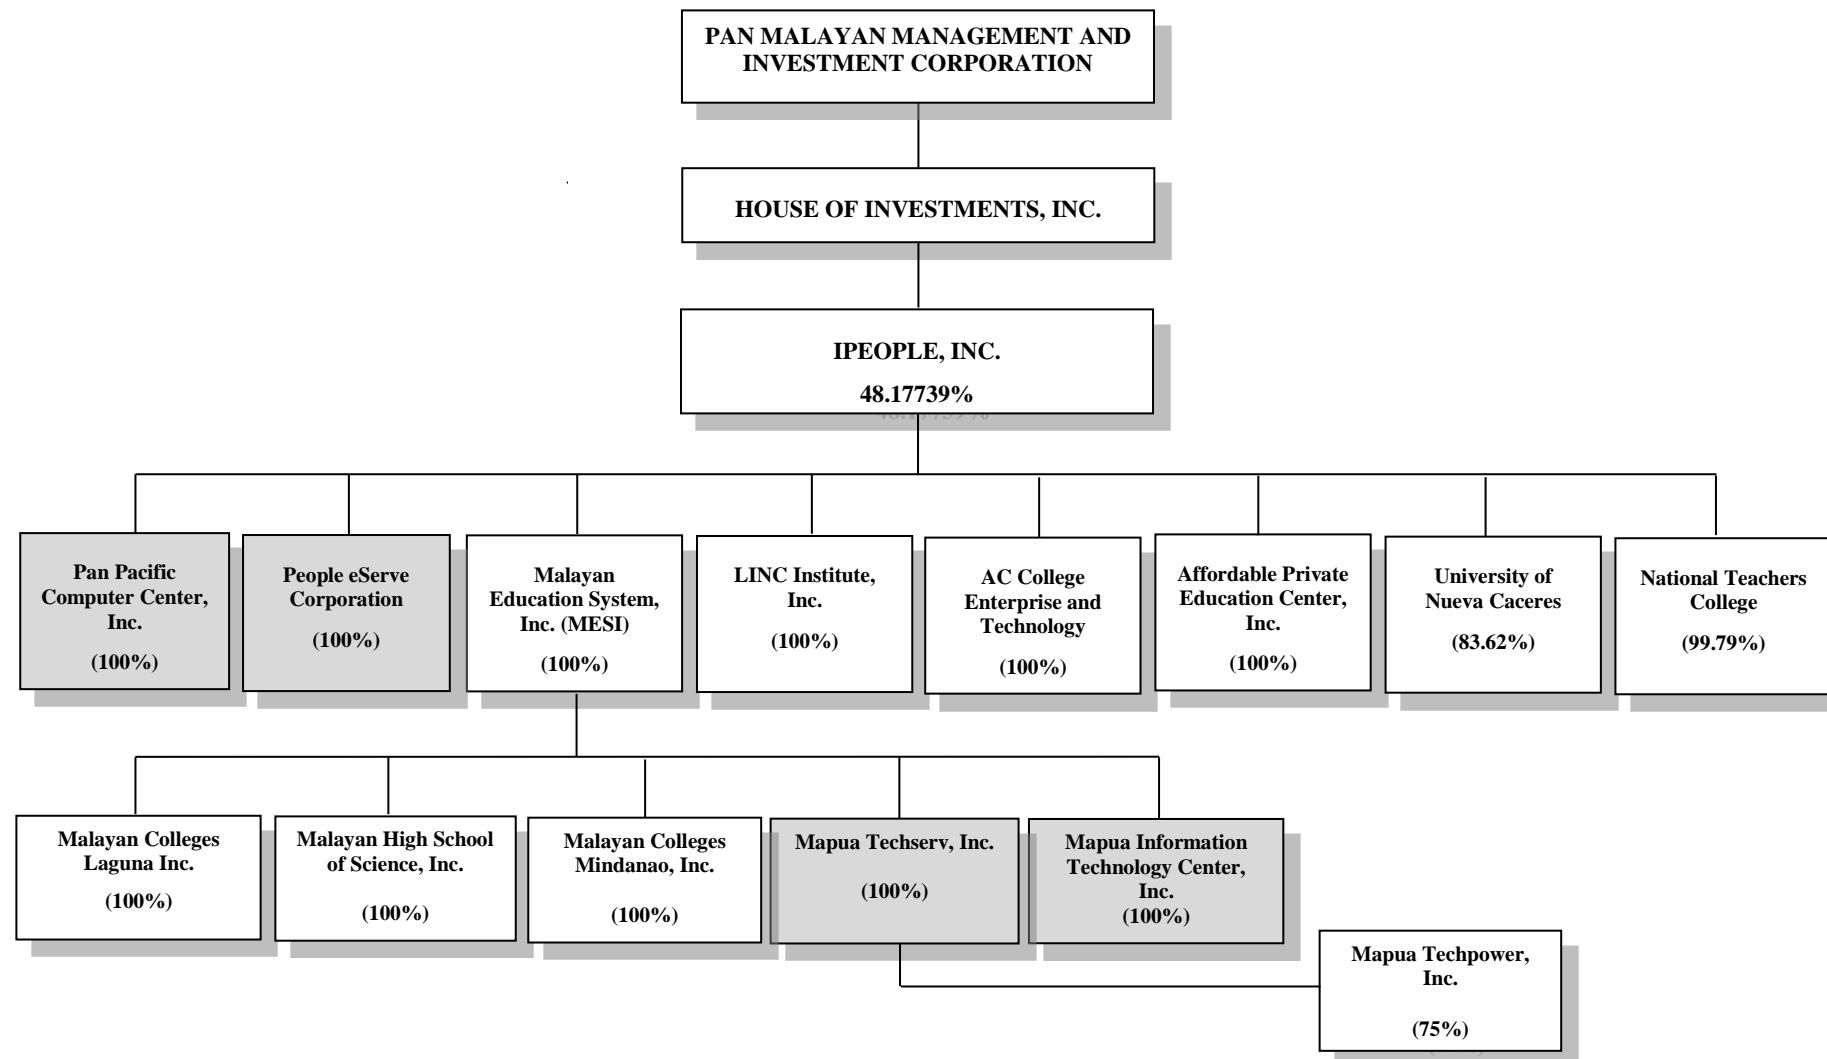 PAN MALAYAN MANAGEMENT AND
INVESTMENT CORPORATION
HOUSE OF INVESTMENTS, INC.
IPEOPLE, INC.
48.17739%
Pan Pacific
Computer Center,
Inc.
(100%)
People eServe
Corporation
(100%)
Malayan
Education System,
Inc. (MESI)
(100%)
LINC Institute,
Inc.
(100%)
AC College
Enterprise and
Technology
(100%)
Affordable Private
Education Center,
Inc.
(100%)
University of
Nueva Caceres
(83.62%)
National Teachers
College
(99.79%)
Malayan Colleges
Laguna Inc.
(100%)
Malayan High School
of Science, Inc.
(100%)
Malayan Colleges
Mindanao, Inc.
(100%)
Mapua Techserv, Inc.
(100%)
Mapua Information
Technology Center,
Inc.
(100%)
Mapua Techpower,
Inc.
(75%)